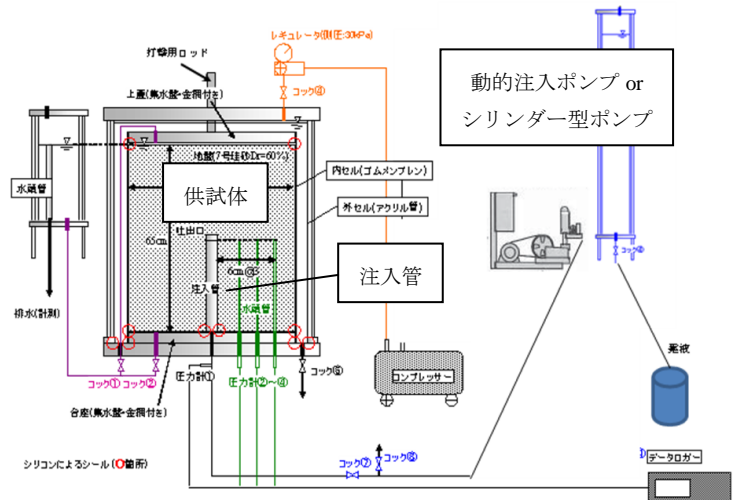 レギュレータ(側圧:30kPa)
打撃用ロッド
コック④
上蓋(集水盤・金網付き)
動的注入ポンプ or
シリンダー型ポンプ
地盤(7号珪砂Dr=60%)
内セル(ゴムメンブレン)
水頭管
供試体
外セル(アクリル管)
吐出口
65cm
6cm@3
注入管
注入管
水頭管
排水(計測)
薬液
コンプレッサー
コック① コック②
圧力計①
圧力計②～④
コック⑤
台座(集水盤・金網付き)
シリコンによるシール(○箇所)
コック⑦
コック⑧
データロガー